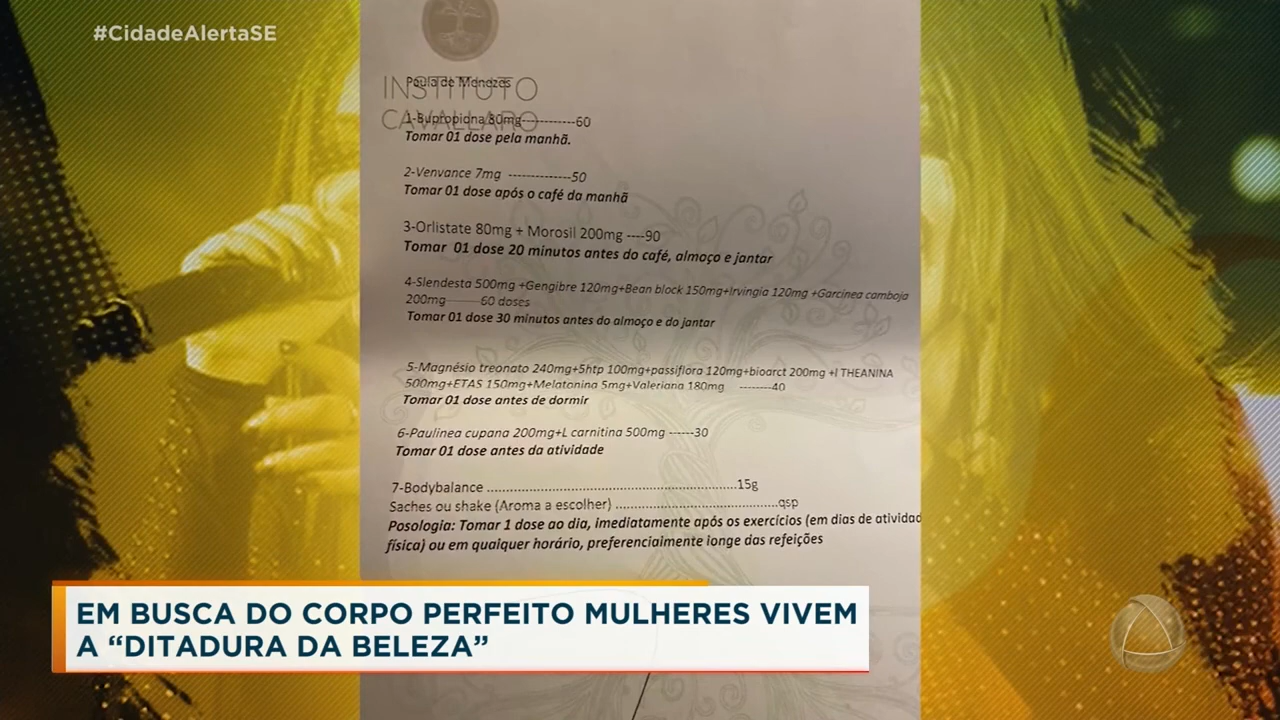 #CidadeAlertaSE
Paula de Menezes
INSTITUTO
CAVALLARO
1-Bupropiona 80mg-----------60
Tomar 01 dose pela manhã.
2-Venvance 7mg --------------50
Tomar 01 dose após o café da manhã
3-Orlistate 80mg + Morosil 200mg ----90
Tomar 01 dose 20 minutos antes do café, almoço e jantar
4-Slendesta 500mg +Gengibre 120mg+Bean block 150mg+Irvingia 120mg +Garcinea camboja
200mg--------60 doses
Tomar 01 dose 30 minutos antes do almoço e do jantar
5-Magnésio treonato 240mg+5htp 100mg+passiflora 120mg+bioarct 200mg +l THEANINA
500mg+ETAS 150mg+Melatonina 5mg+Valeriana 180mg --------40
Tomar 01 dose antes de dormir
6-Paulinea cupana 200mg+L carnitina 500mg ------30
Tomar 01 dose antes da atividade
7-Bodybalance ......................................................15g
Saches ou shake (Aroma a escolher) ...................................qsp
Posologia: Tomar 1 dose ao dia, imediatamente após os exercícios (em dias de atividad
física) ou em qualquer horário, preferencialmente longe das refeições
EM BUSCA DO CORPO PERFEITO MULHERES VIVEM
A “DITADURA DA BELEZA”